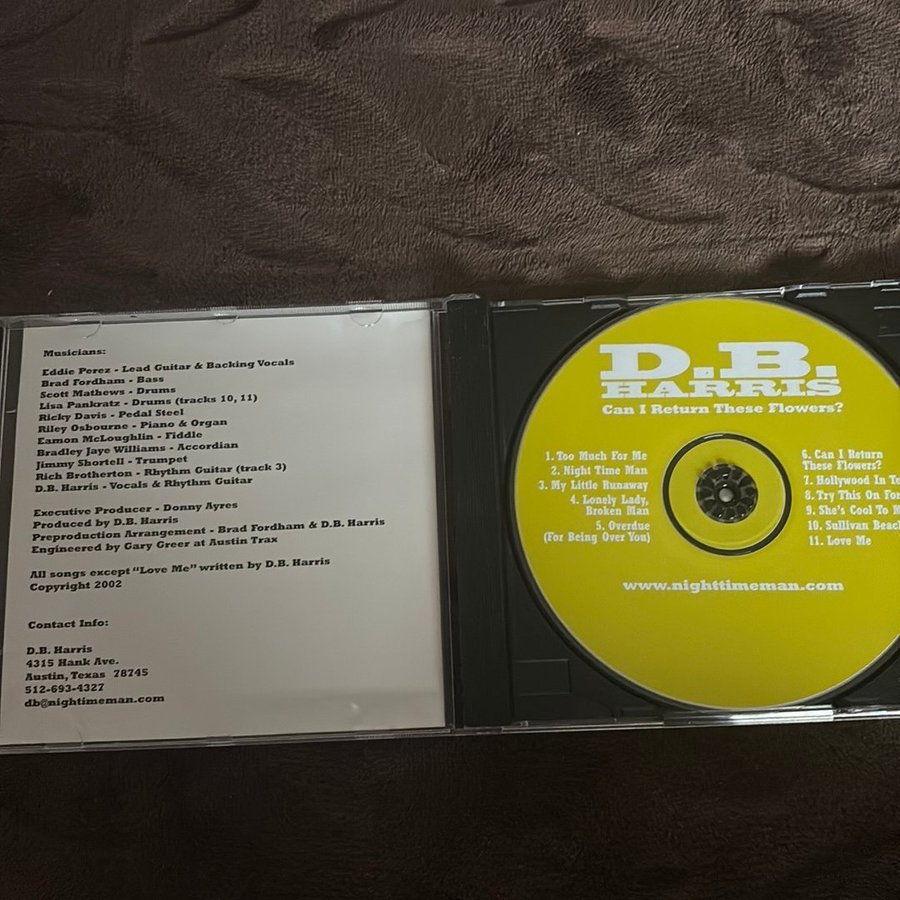 Musicians:
Eddie Perez - Lead Guitar & Backing Vocals
Brad Fordham - Bass
Scott Mathews - Drums
Lisa Pankratz - Drums (tracks 10, 11)
Ricky Davis - Pedal Steel
Riley Osbourne - Piano & Organ
Eamon McLoughlin - Fiddle
Bradley Jaye Williams - Accordian
Jimmy Shortell - Trumpet
Rich Brotherton - Rhythm Guitar (track 3)
D.B. Harris - Vocals & Rhythm Guitar
Executive Producer - Donny Ayres
Produced by D.B. Harris
Preproduction Arrangement - Brad Fordham & D.B. Harris
Engineered by Gary Greer at Austin Trax
All songs except "Love Me" written by D.B. Harris
Copyright 2002
Contact Info:
D.B. Harris
4315 Hank Ave.
Austin, Texas 78745
512-693-4327
db@nightimeman.com
D.B.
HARRIS
Can I Return These Flowers?
1. Too Much For Me
2. Night Time Man
3. My Little Runaway
4. Lonely Lady,
Broken Man
5. Overdue
(For Being Over You)
6. Can I Return
These Flowers?
7. Hollywood In
8. Try This On
9. She's Cool To
10. Sullivan
11. Love Me
www.nighttimeman.com